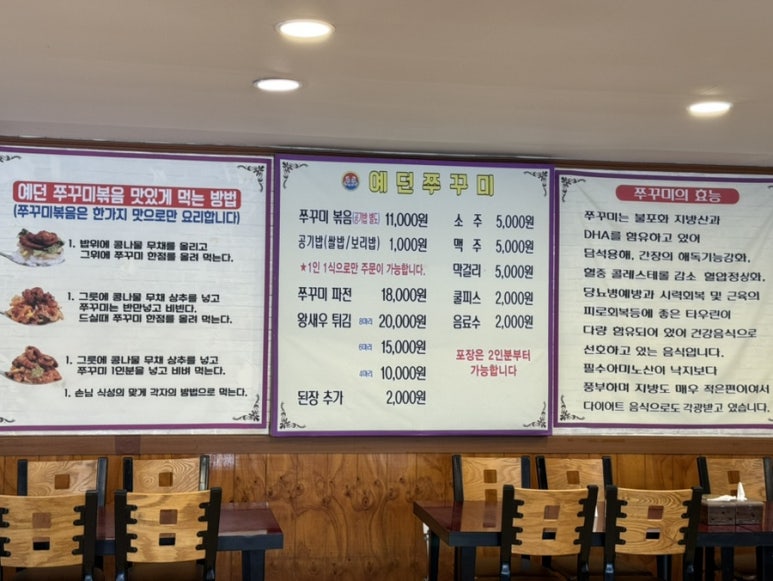 예던 쭈꾸미볶음 맛있게 먹는 방법
(쭈꾸미볶음은 한가지 맛으로만 요리합니다)
1. 밥위에 콩나물 무채를 올리고
그위에 쭈꾸미 한점을 올려 먹는다.
1. 그릇에 콩나물 무채 상추를 넣고
쭈꾸미는 반만넣고 비빈다.
드실때 쭈꾸미 한점을 올려 먹는다.
1. 그릇에 콩나물 무채 상추를 넣고
쭈꾸미 1인분을 넣고 비벼 먹는다.
1. 손님 식성의 맞게 각자의 방법으로 먹는다.
예던쭈꾸미
쭈꾸미 볶음(공기밥 별도) 11,000원
공기밥(쌀밥/보리밥) 1,000원
★1인 1식으로만 주문이 가능합니다.
쭈꾸미 파전 18,000원
왕새우 튀김 8마리 20,000원
6마리 15,000원
4마리 10,000원
된장 추가 2,000원
소 주 5,000원
맥 주 5,000원
막걸리 5,000원
쿨피스 2,000원
음료수 2,000원
포장은 2인분부터
가능합니다
쭈꾸미의 효능
쭈꾸미는 불포화 지방산과
DHA를 함유하고 있어
담석용해, 간장의 해독기능강화,
혈중 콜레스테롤 감소 혈압정상화,
당뇨병예방과 시력회복 및 근육의
피로회복등에 좋은 타우린이
다량 함유되어 있어 건강음식으로
선호하고 있는 음식입니다.
필수아미노산이 낙지보다
풍부하며 지방도 매우 적은편이여서
다이어트 음식으로도 각광받고 있습니다.